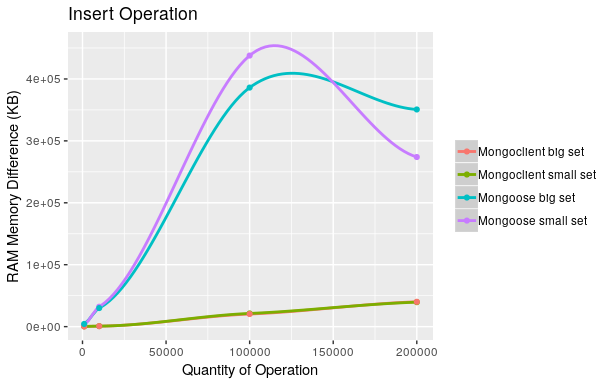 Insert Operation
RAM Memory Difference (KB)
4e+05
3e+05
2e+05
1e+05
0e+00
0 50000 100000 150000 200000
Quantity of Operation
Mongoclient big set
Mongoclient small set
Mongoose big set
Mongoose small set